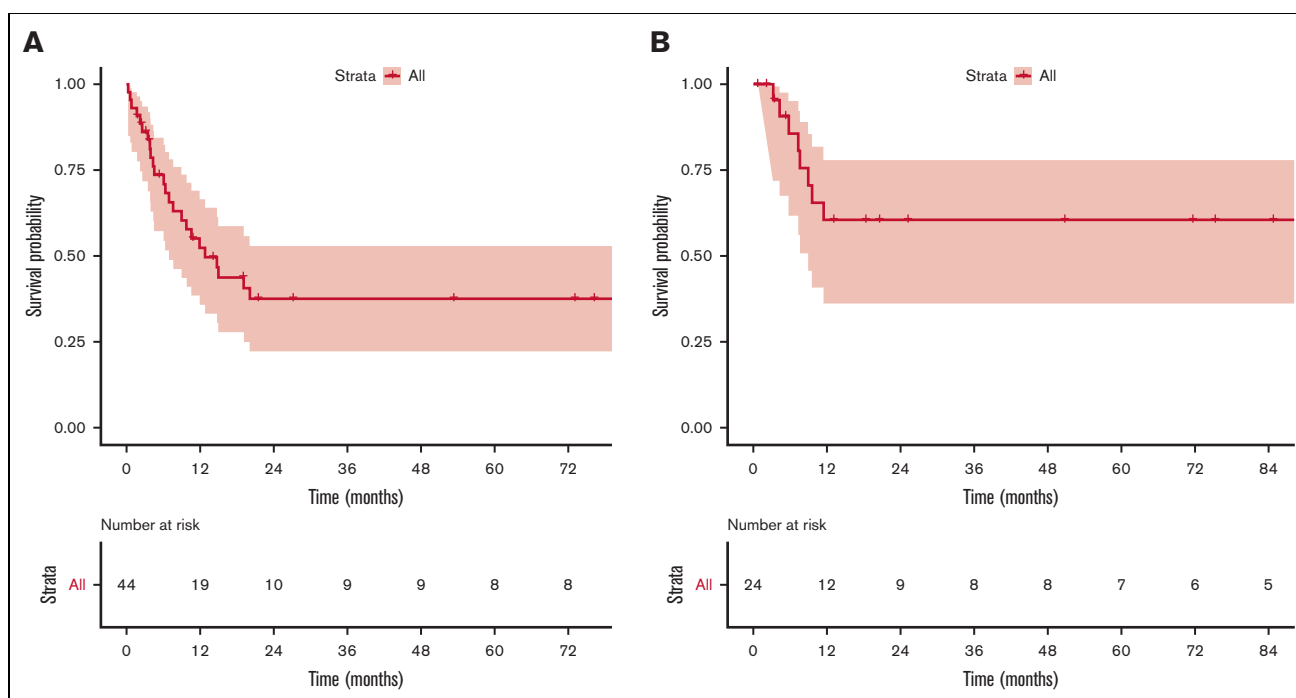 A
Strata All
Survival probability
1.00
0.75
0.50
0.25
0.00
0 12 24 36 48 60 72
Time (months)
Number at risk
Strata
All 44 19 10 9 9 8 8
0 12 24 36 48 60 72
Time (months)
B
Strata All
Survival probability
1.00
0.75
0.50
0.25
0.00
0 12 24 36 48 60 72 84
Time (months)
Number at risk
Strata
All 24 12 9 8 8 7 6 5
0 12 24 36 48 60 72 84
Time (months)